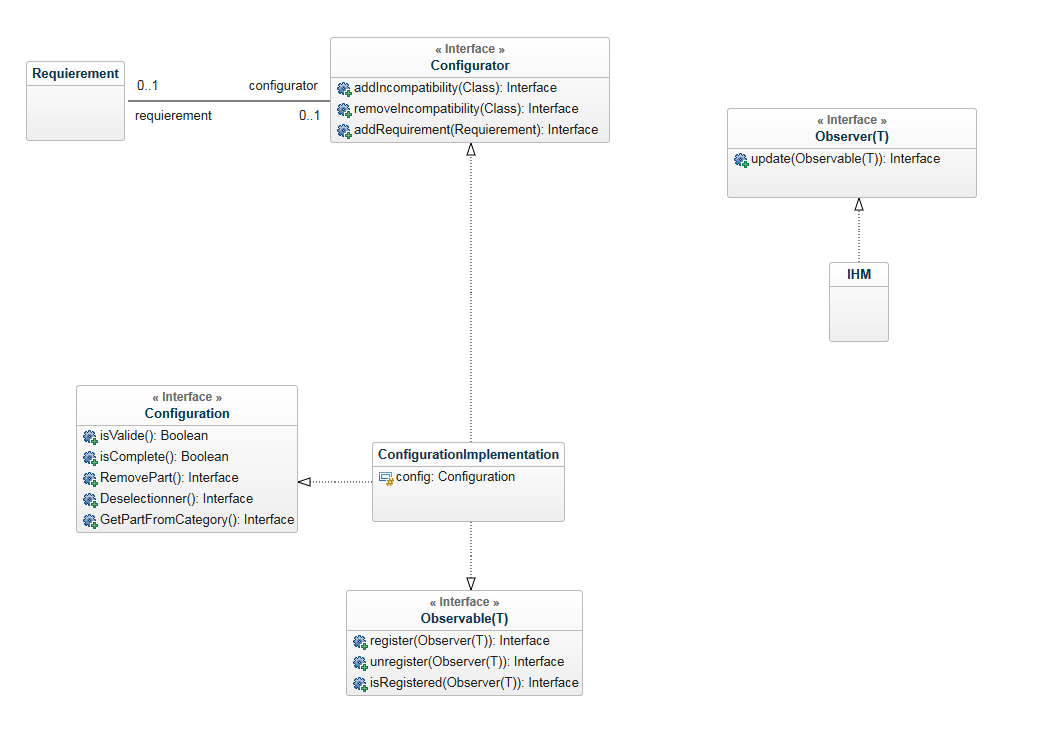 Requierement
0..1
configurator
requierement
0..1
« Interface »
Configurator
addIncompatibility(Class): Interface
removeIncompatibility(Class): Interface
addRequirement(Requierement): Interface
« Interface »
Observer(T)
update(Observable(T)): Interface
IHM
« Interface »
Configuration
isValide(): Boolean
isComplete(): Boolean
RemovePart(): Interface
Deselectionner(): Interface
GetPartFromCategory(): Interface
ConfigurationImplementation
config: Configuration
« Interface »
Observable(T)
register(Observer(T)): Interface
unregister(Observer(T)): Interface
isRegistered(Observer(T)): Interface